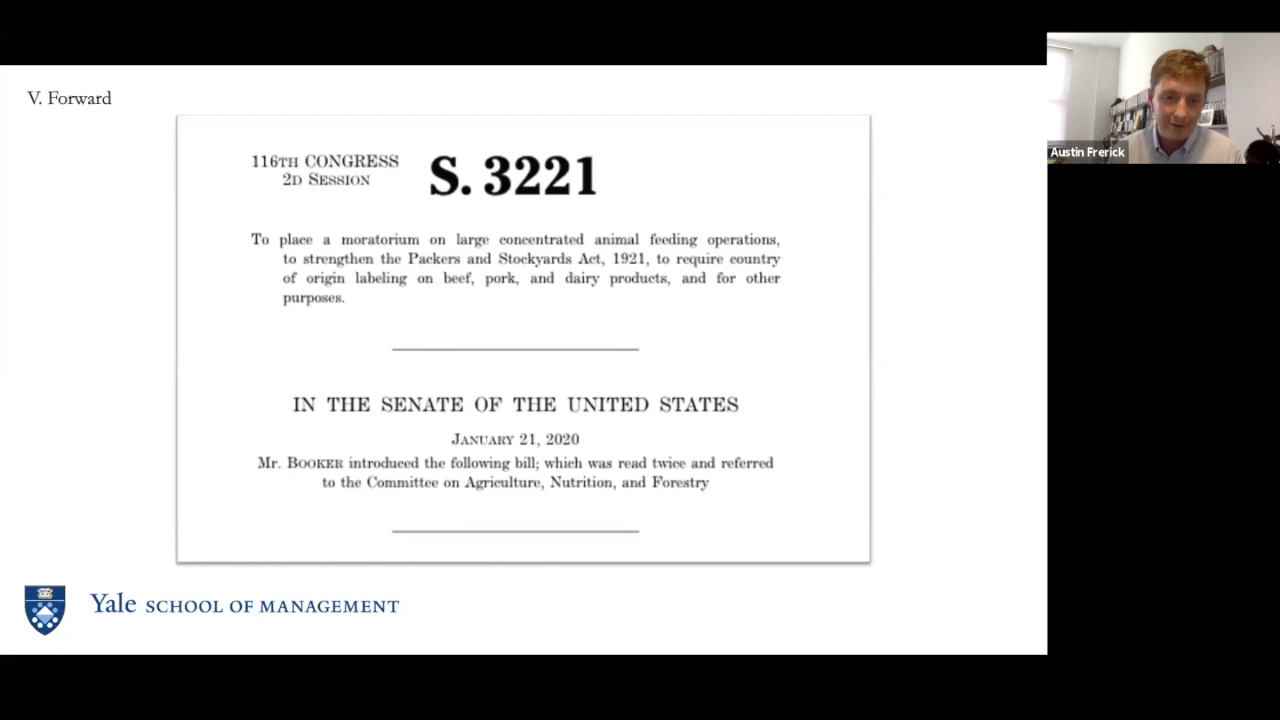 V. Forward
116TH CONGRESS
2D SESSION
S. 3221
To place a moratorium on large concentrated animal feeding operations,
to strengthen the Packers and Stockyards Act, 1921, to require country
of origin labeling on beef, pork, and dairy products, and for other
purposes.
IN THE SENATE OF THE UNITED STATES
JANUARY 21, 2020
Mr. BOOKER introduced the following bill; which was read twice and referred
to the Committee on Agriculture, Nutrition, and Forestry
Yale SCHOOL OF MANAGEMENT
Austin Frerick